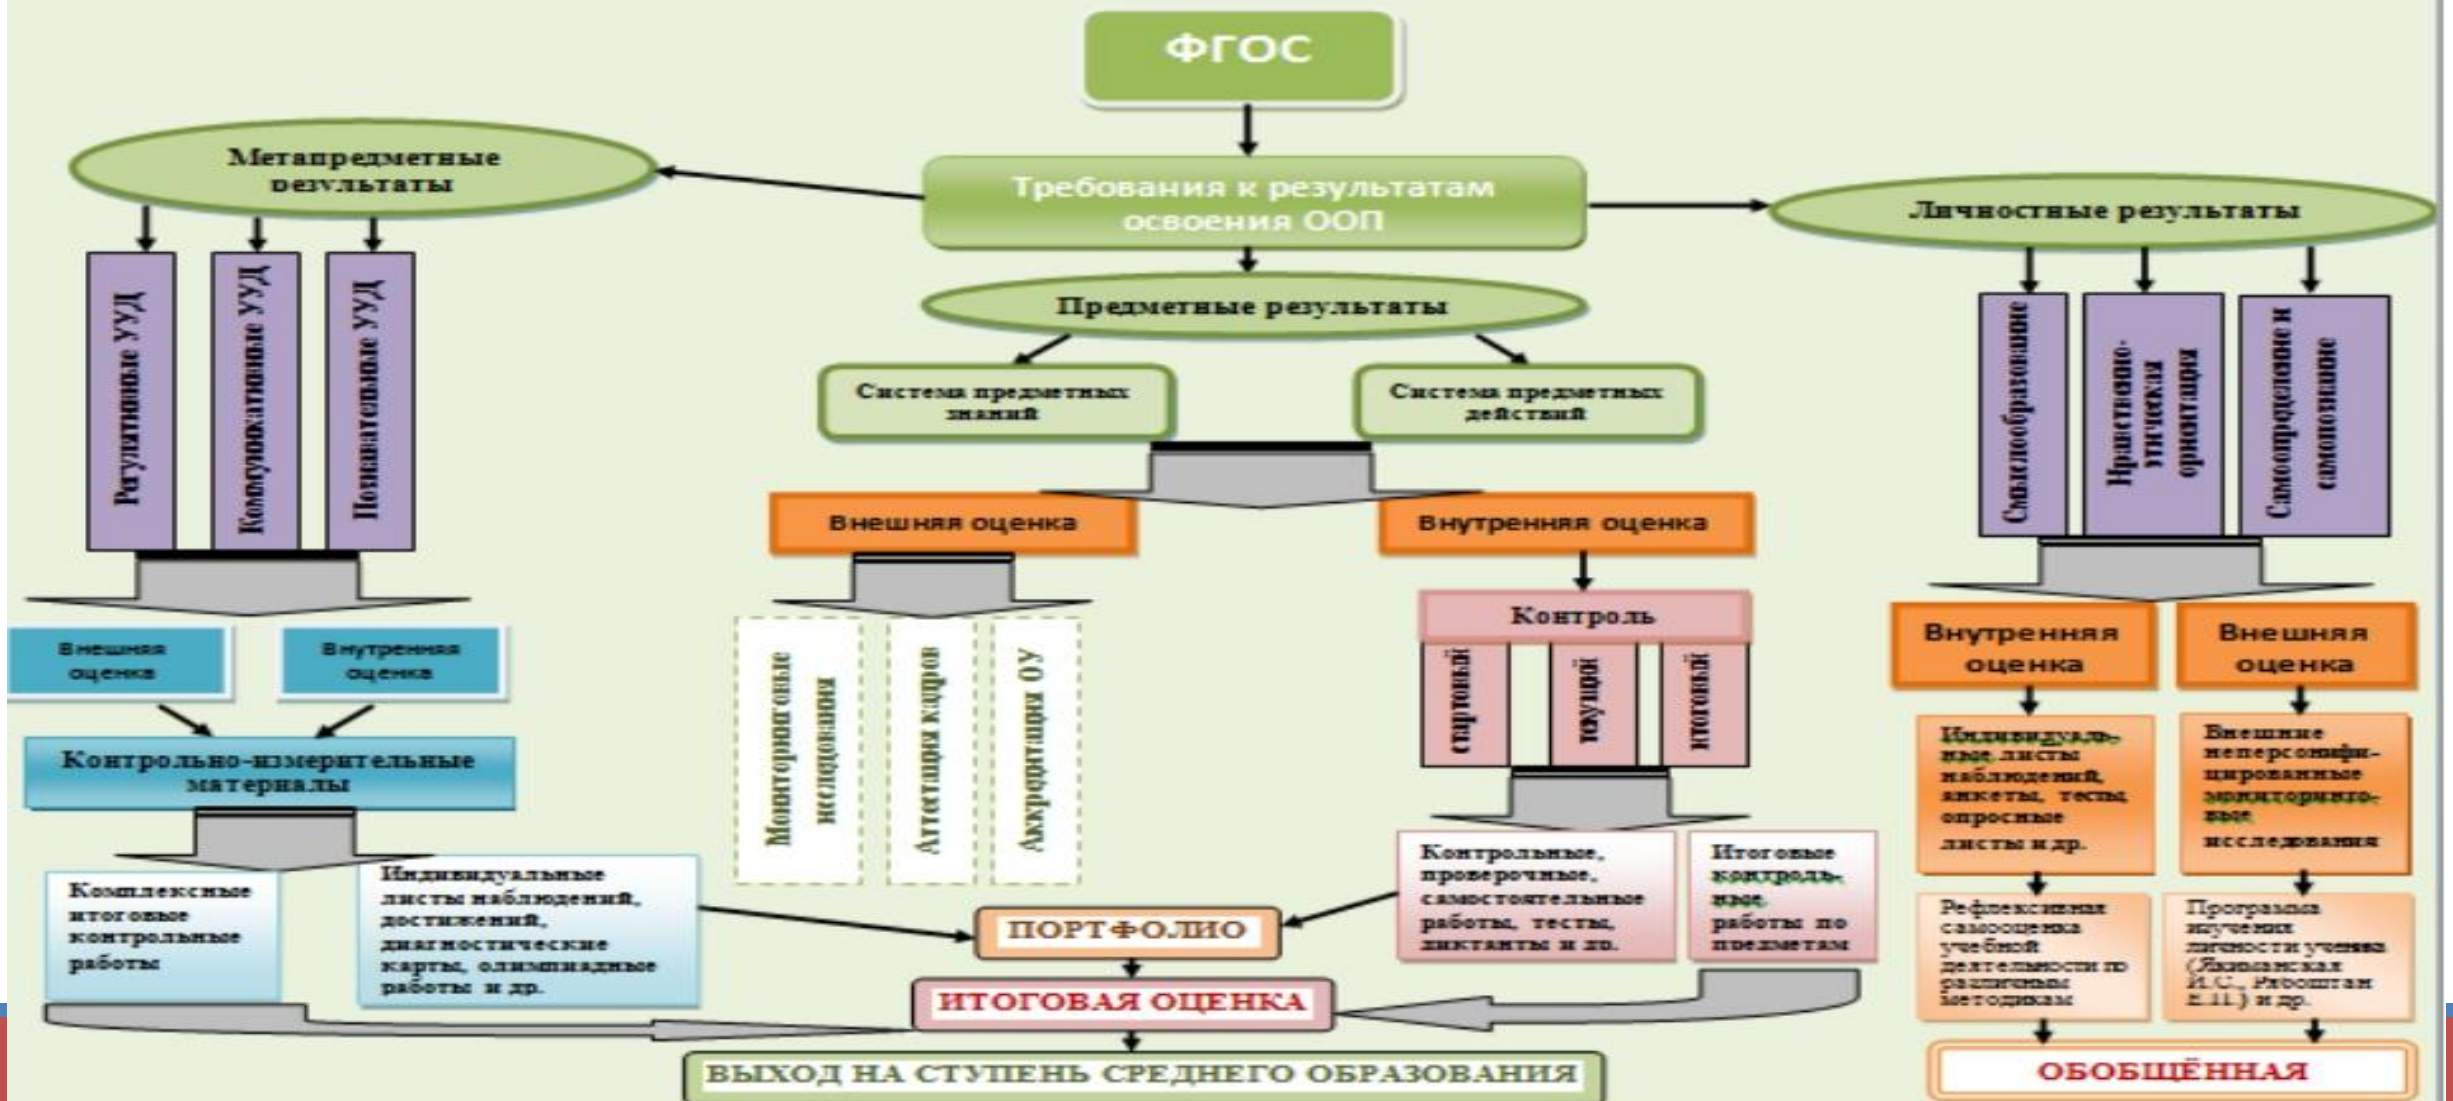 ФГОС
Требования к результатам
освоения ООП
Метапредметные
результаты
Личностные результаты
Предметные результаты
Регулятивные УУД
Коммуникативные УУД
Познавательные УУД
Система предметных
знаний
Система предметных
действий
Смыслообразование
Нравственно-
этическая
ориентация
Самоопределение и
самопознание
Внешняя оценка
Внутренняя оценка
Внешняя
оценка
Внутренняя
оценка
Контрольно-измерительные
материалы
Мониторинговые
исследования
Аттестация кадров
Аккредитация ОУ
Контроль
стартовый
текущий
итоговый
Внутренняя
оценка
Внешняя
оценка
Индивидуаль-
ные листы
наблюдений,
анкеты, тесты,
опросные
листы и др.
Внешние
неперсонифи-
цированные
мониторинго-
вые
исследования
Комплексные
итоговые
контрольные
работы
Индивидуальные
листы наблюдений,
достижений,
диагностические
карты, олимпиадные
работы и др.
Контрольные,
проверочные,
самостоятельные
работы, тесты,
диктанты и др.
Итоговые
контроль-
ные
работы по
предметам
ПОРТФОЛИО
Рефлексивная
самооценка
учебной
деятельности по
различным
методикам
Программа
изучения
личности ученика
(Якиманская
И.С.,
) и др.
ИТОГОВАЯ ОЦЕНКА
ВЫХОД НА СТУПЕНЬ СРЕДНЕГО ОБРАЗОВАНИЯ
ОБОБЩЁННАЯ